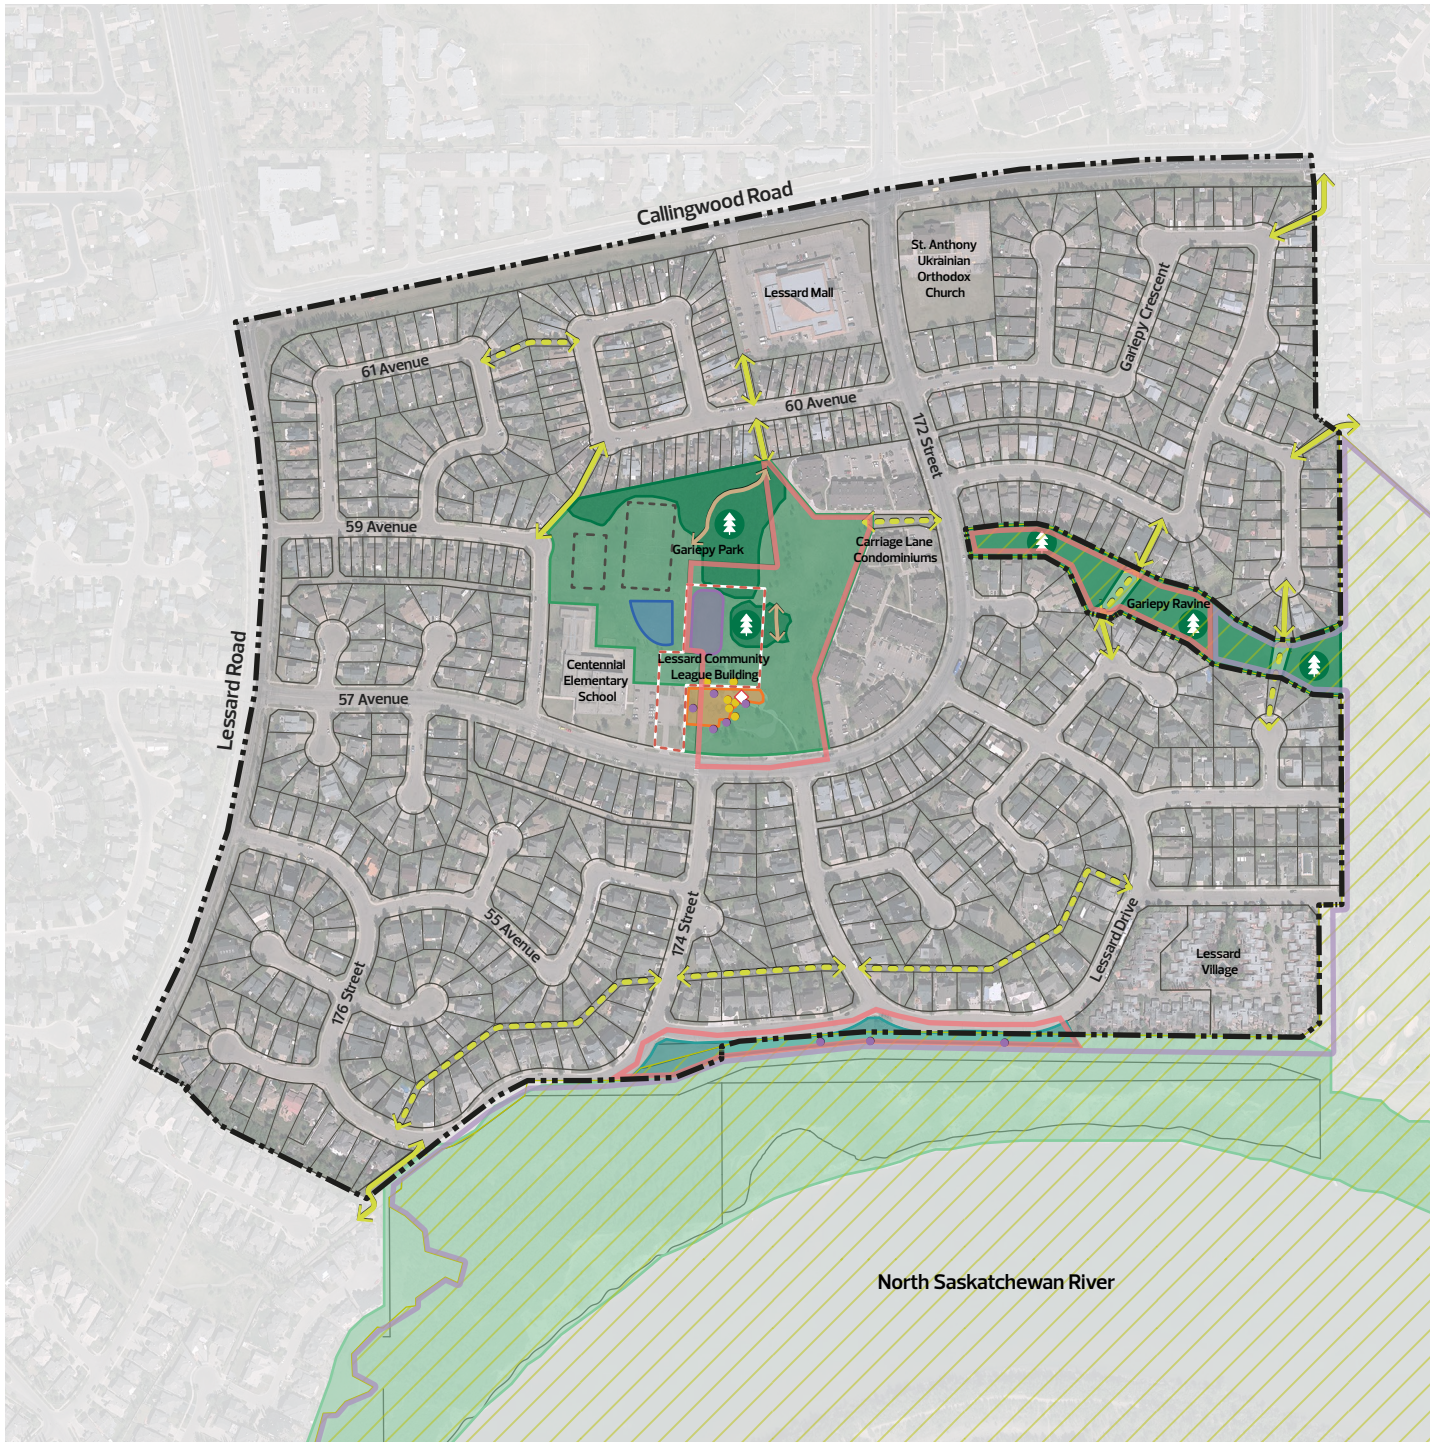 Callingwood Road
St. Anthony
Ukrainian
Orthodox
Church
Lessard Mall
Gariepy Crescent
61 Avenue
60 Avenue
172 Street
59 Avenue
Gariepy Park
Carriage Lane
Condominiums
Gariepy Ravine
Lessard Road
Centennial
Elementary
School
Lessard Community
League Building
57 Avenue
55 Avenue
174 Street
176 Street
Lessard Drive
Lessard
Village
North Saskatchewan River